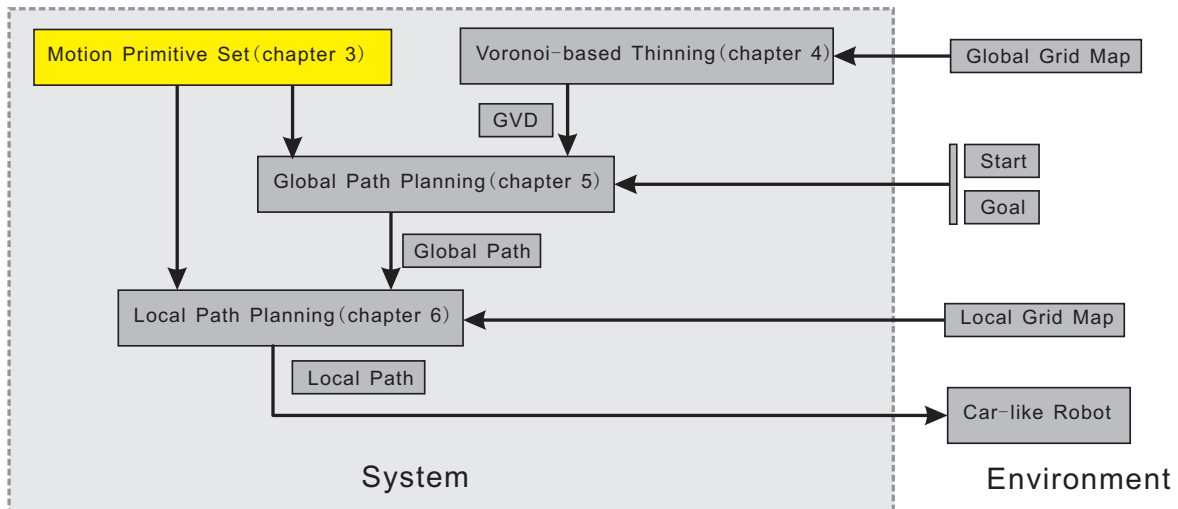 Motion Primitive Set(chapter 3)
Voronoi-based Thinning(chapter 4)
Global Grid Map
GVD
Start
Global Path Planning(chapter 5)
Goal
Global Path
Local Path Planning(chapter 6)
Local Grid Map
Local Path
Car-like Robot
System
Environment